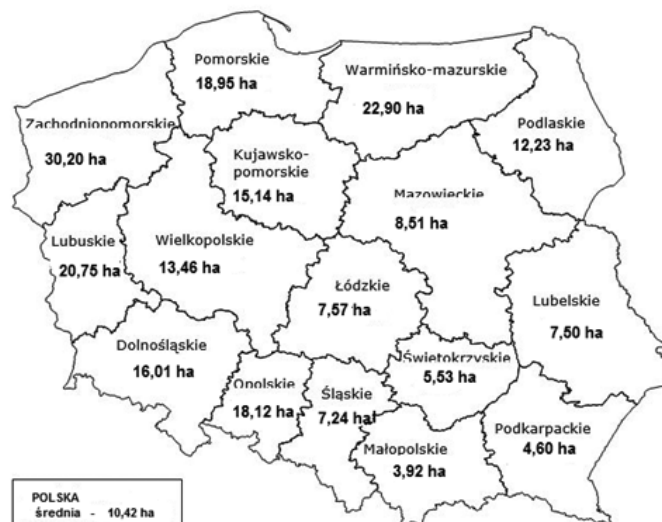 Pomorskie
18,95 ha
Warmińsko-mazurskie
22,90 ha
Podlaskie
12,23 ha
Zachodniopomorskie
30,20 ha
Kujawsko-
pomorskie
15,14 ha
Mazowieckie
8,51 ha
Lubuskie
20,75 ha
Wielkopolskie
13,46 ha
Łódzkie
7,57 ha
Lubelskie
7,50 ha
Dolnośląskie
16,01 ha
Opolskie
18,12 ha
Śląskie
7,24 ha
Świętokrzyskie
5,53 ha
Małopolskie
3,92 ha
Podkarpackie
4,60 ha
POLSKA
średnia - 10,42 ha